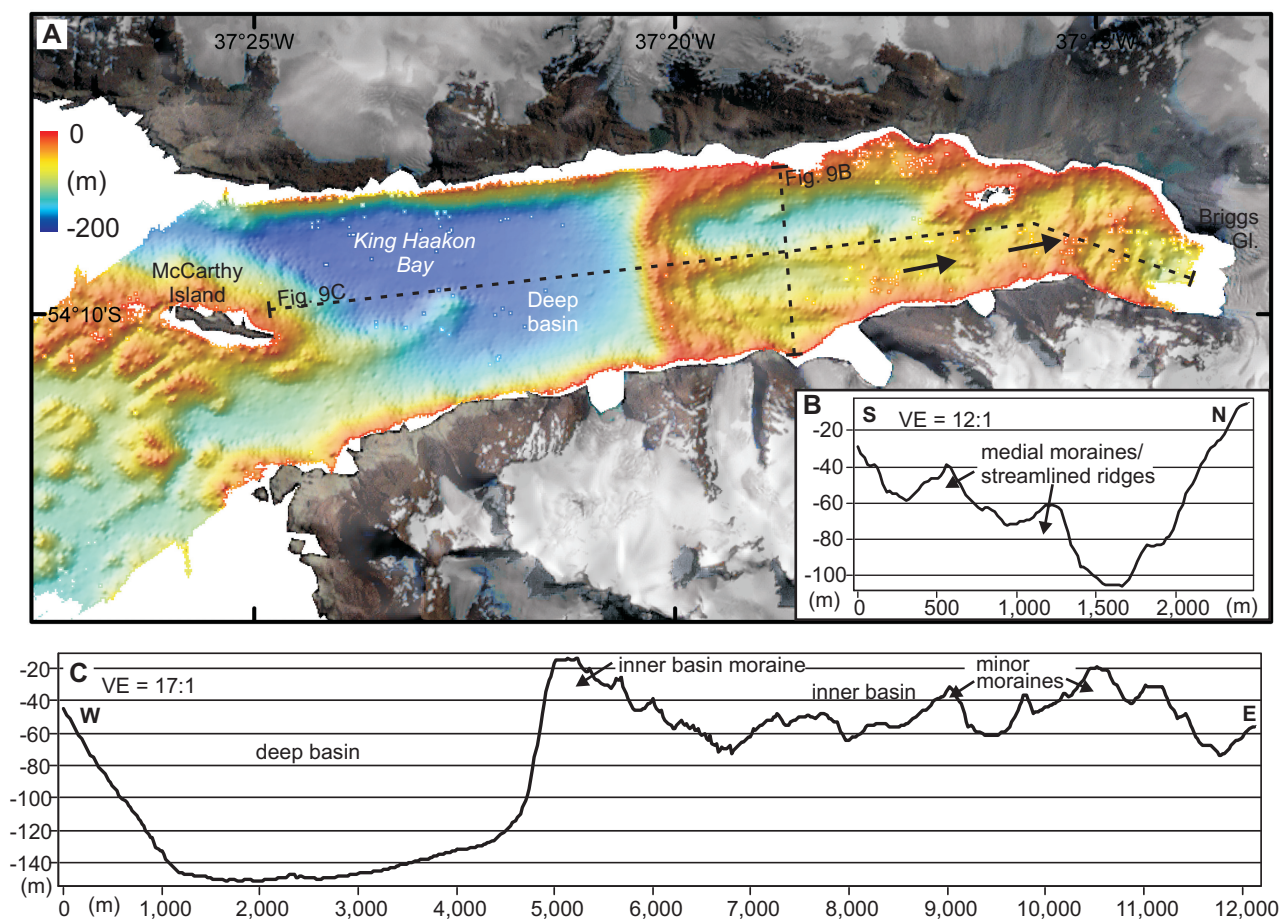 A
37°25'W
37°20'W
37°15'W
0
(m)
-200
54°10'S
McCarthy
Island
King Haakon
Bay
Deep
basin
Fig. 9C
Fig. 9B
Briggs
Gl.
B
S
VE = 12:1
N
medial moraines/
streamlined ridges
-20
-40
-60
-80
-100
(m)
0
500
1,000
1,500
2,000
(m)
C
VE = 17:1
W
deep basin
inner basin moraine
inner basin
minor
moraines
E
-20
-40
-60
-80
-100
-120
-140
(m)
0
(m)
1,000
2,000
3,000
4,000
5,000
6,000
7,000
8,000
9,000
10,000
11,000
12,000